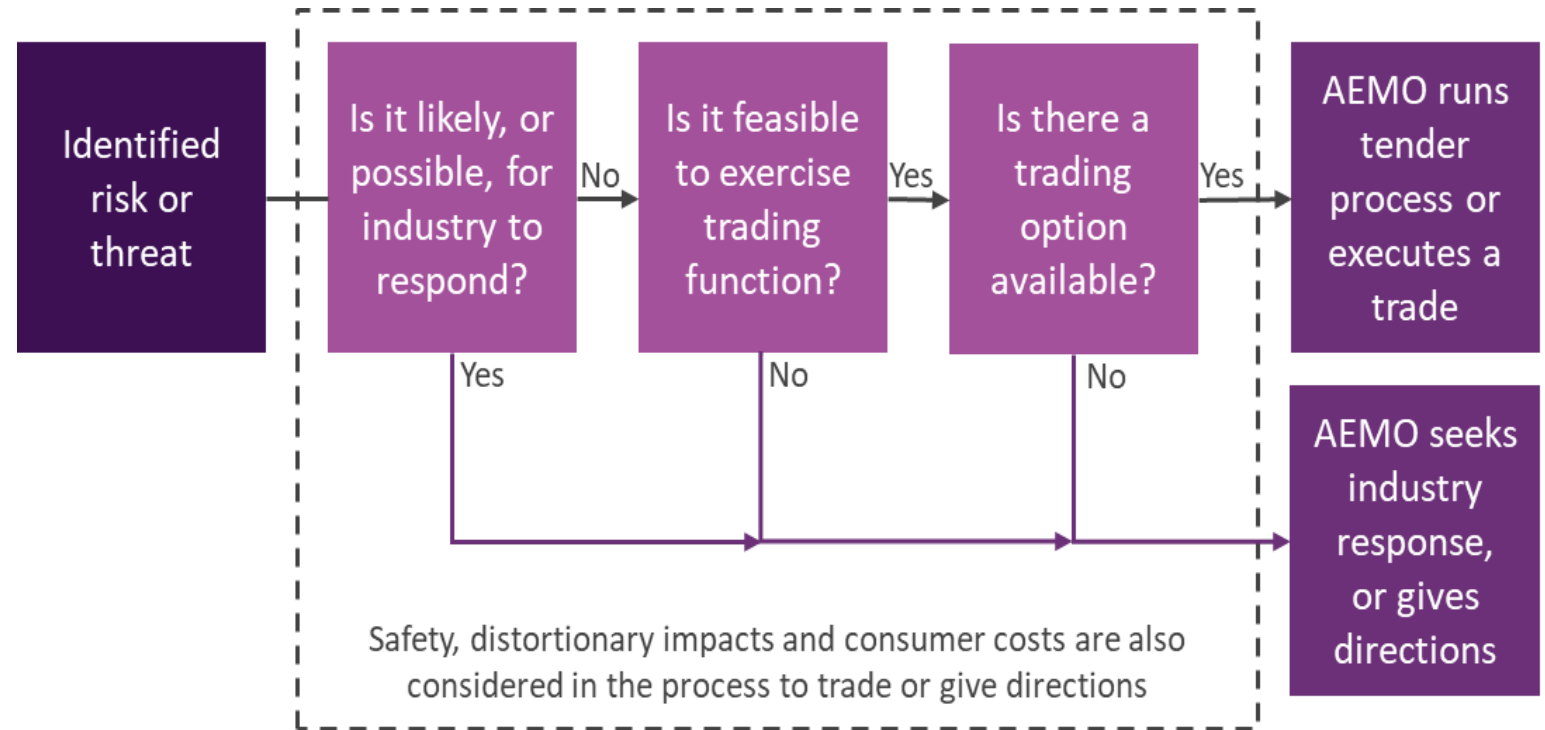 Identified
risk or
threat
Is it likely, or
possible, for
industry to
respond?
No
Yes
Is it feasible
to exercise
trading
function?
Yes
No
Is there a
trading
option
available?
Yes
No
AEMO runs
tender
process or
executes a
trade
AEMO seeks
industry
response,
or gives
directions
Safety, distortionary impacts and consumer costs are also
considered in the process to trade or give directions